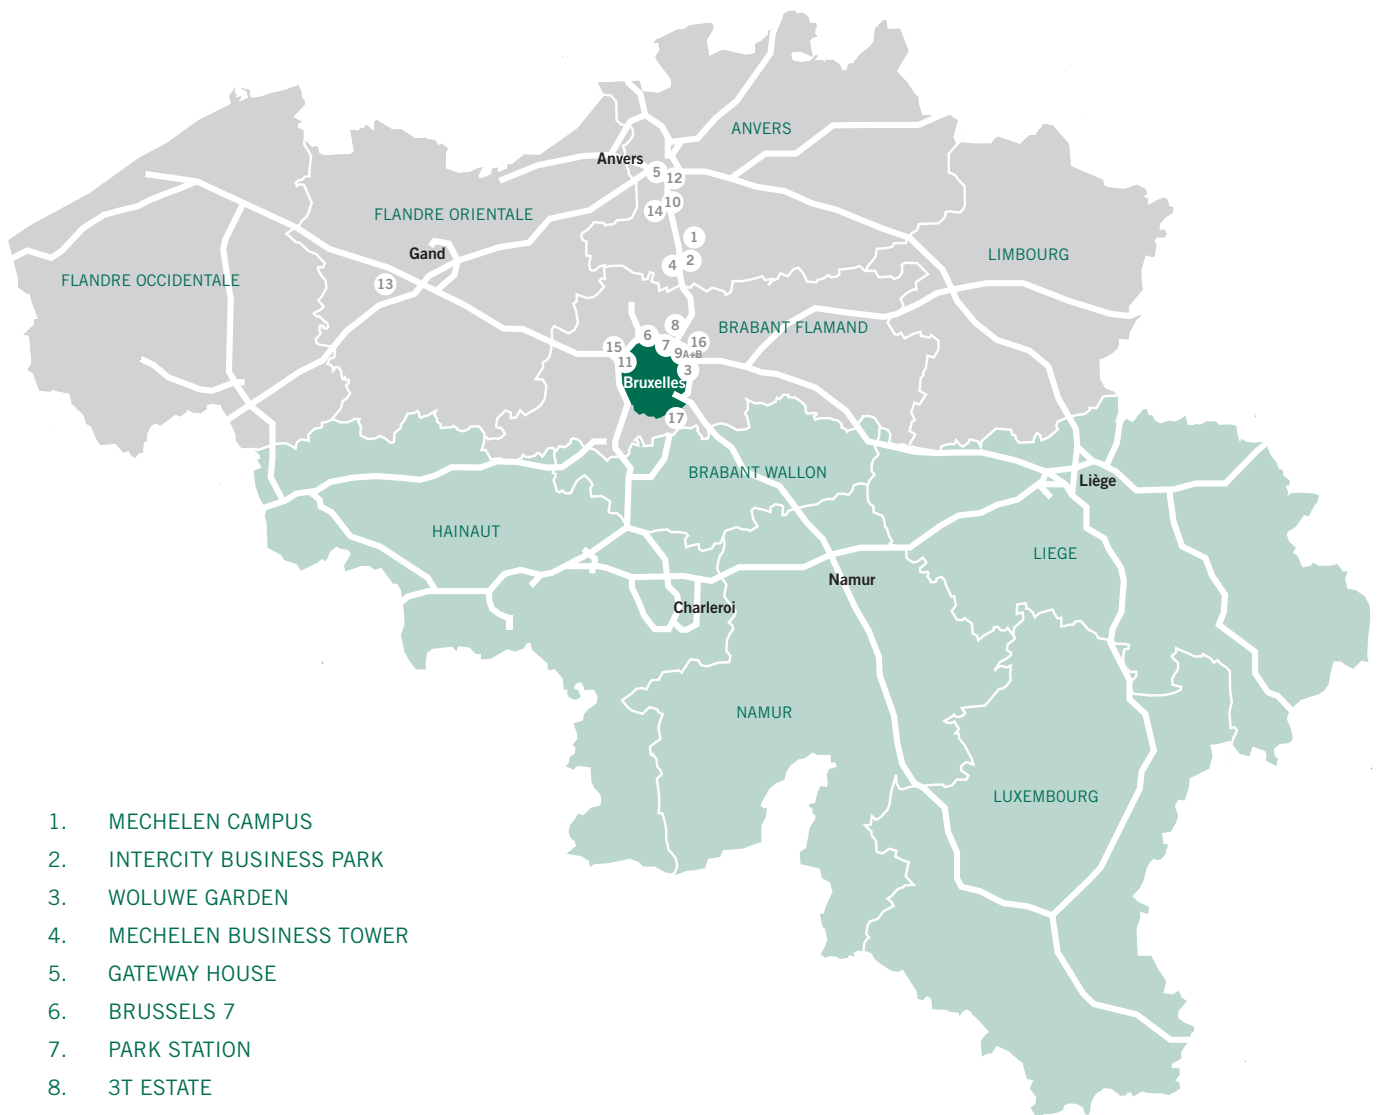 ANVERS
Anvers
5
12
10
14
FLANDRE ORIENTALE
1
Gand
LIMBOURG
2
4
FLANDRE OCCIDENTALE
13
8
BRABANT FLAMAND
6
16
7
15
9A+B
11
3
Bruxelles
17
BRABANT WALLON
Liège
HAINAUT
LIEGE
Namur
Charleroi
NAMUR
LUXEMBOURG
1. MECHELEN CAMPUS
2. INTERCITY BUSINESS PARK
3. WOLUWE GARDEN
4. MECHELEN BUSINESS TOWER
5. GATEWAY HOUSE
6. BRUSSELS 7
7. PARK STATION
8. 3T ESTATE